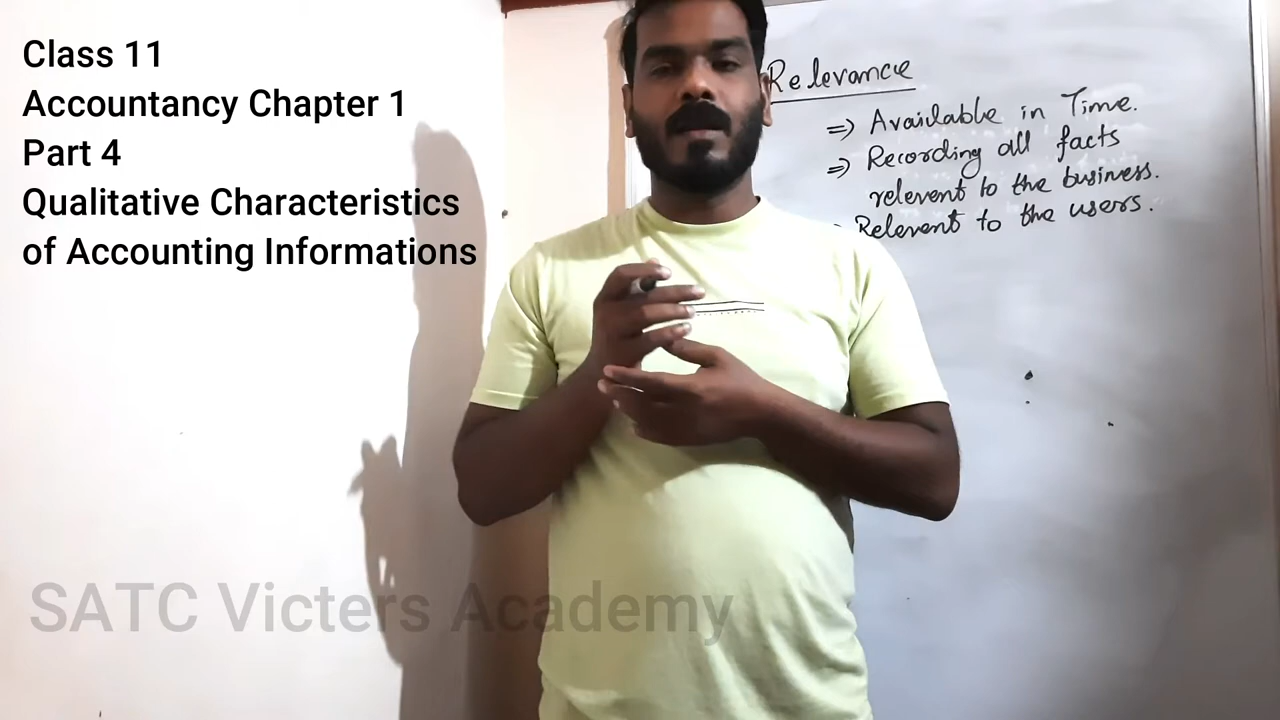 Class 11
Accountancy Chapter 1
Part 4
Qualitative Characteristics
of Accounting Informations
Relevance
=> Available in Time.
=> Recording all facts
relevent to the business.
Relevent to the users.
SATC Victers Academy